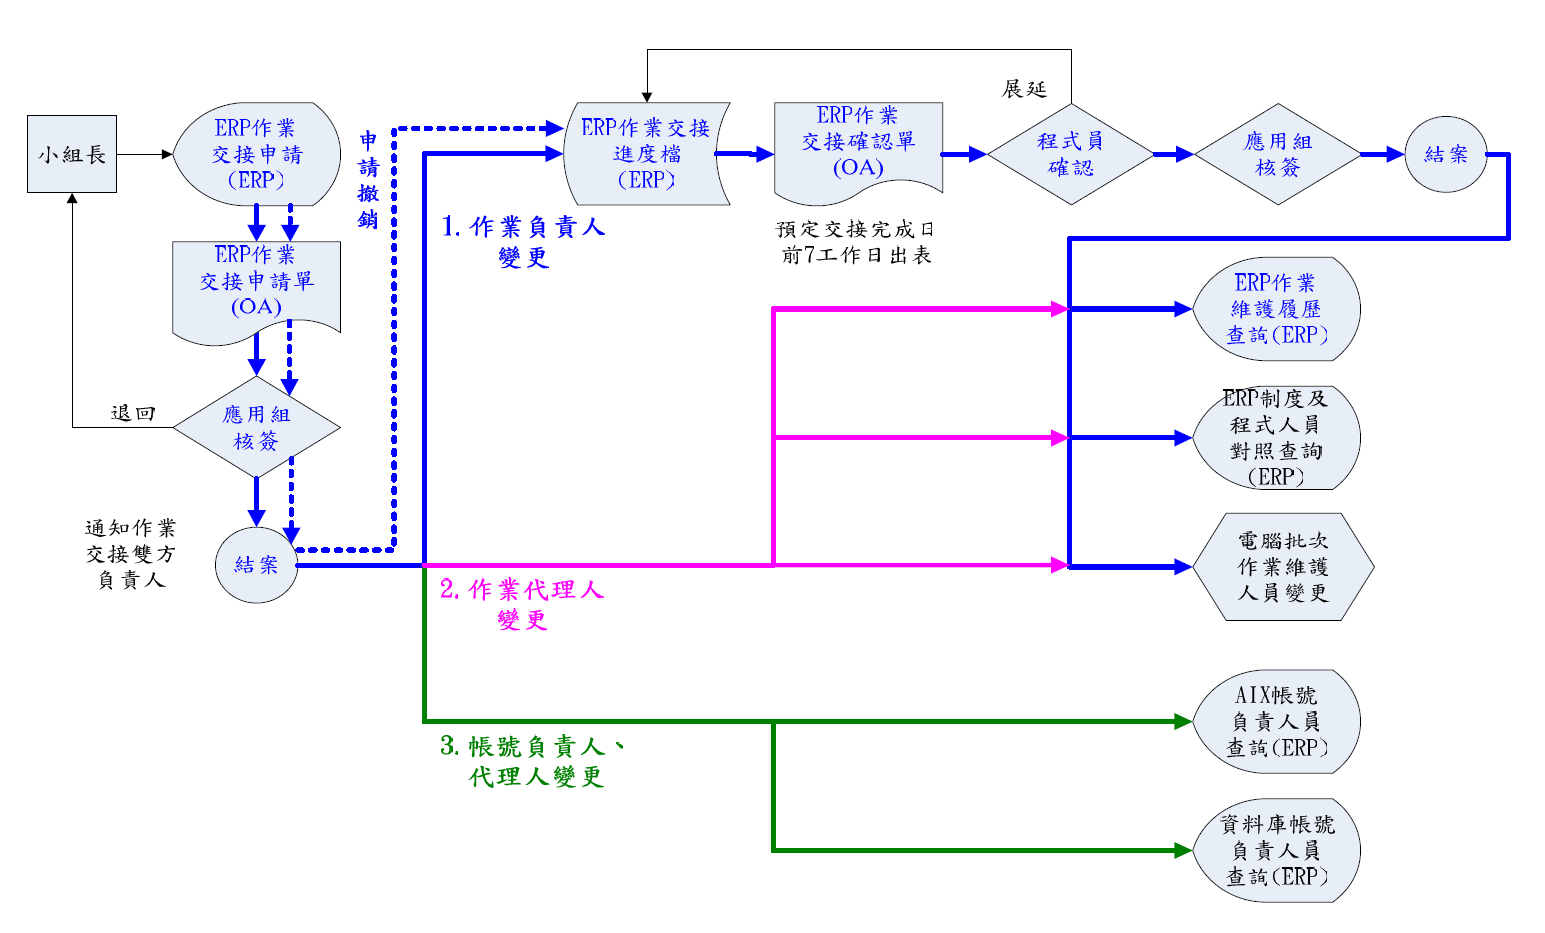 小組長
ERP作業
交接申請
(ERP)
ERP作業
交接申請單
(OA)
應用組
核簽
退回
結案
通知作業
交接雙方
負責人
申請撤銷
1. 作業負責人
變更
ERP作業交接
進度檔
(ERP)
ERP作業
交接確認單
(OA)
預定交接完成日
前7工作日出表
展延
程式員
確認
應用組
核簽
結案
ERP作業
維護履歷
查詢(ERP)
ERP制度及
程式人員
對照查詢
(ERP)
電腦批次
作業維護
人員變更
2. 作業代理人
變更
3. 帳號負責人、
代理人變更
AIX帳號
負責人員
查詢(ERP)
資料庫帳號
負責人員
查詢(ERP)